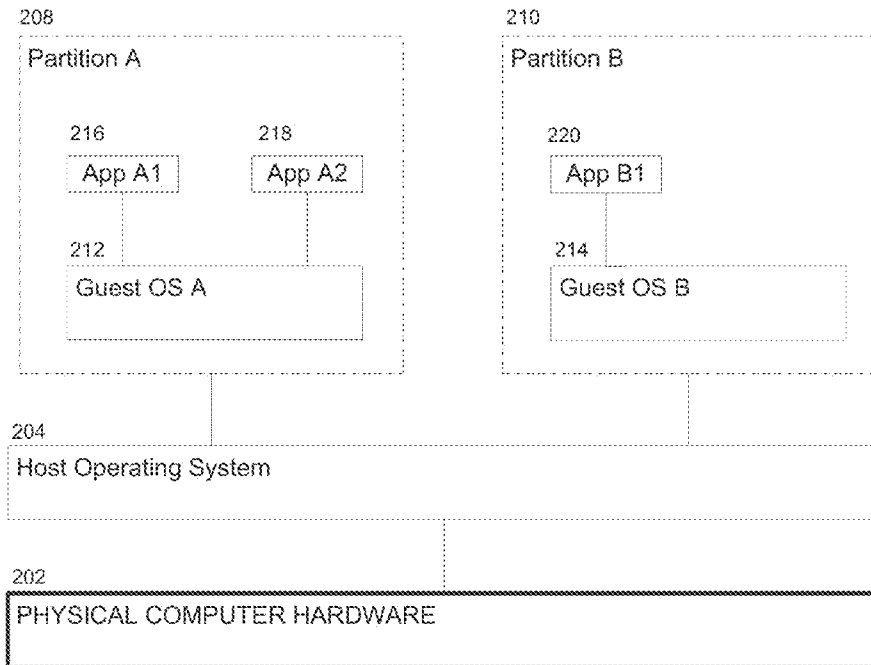 208
210
Partition A
Partition B
216
218
220
App A1
App A2
App B1
212
214
Guest OS A
Guest OS B
204
Host Operating System
202
PHYSICAL COMPUTER HARDWARE